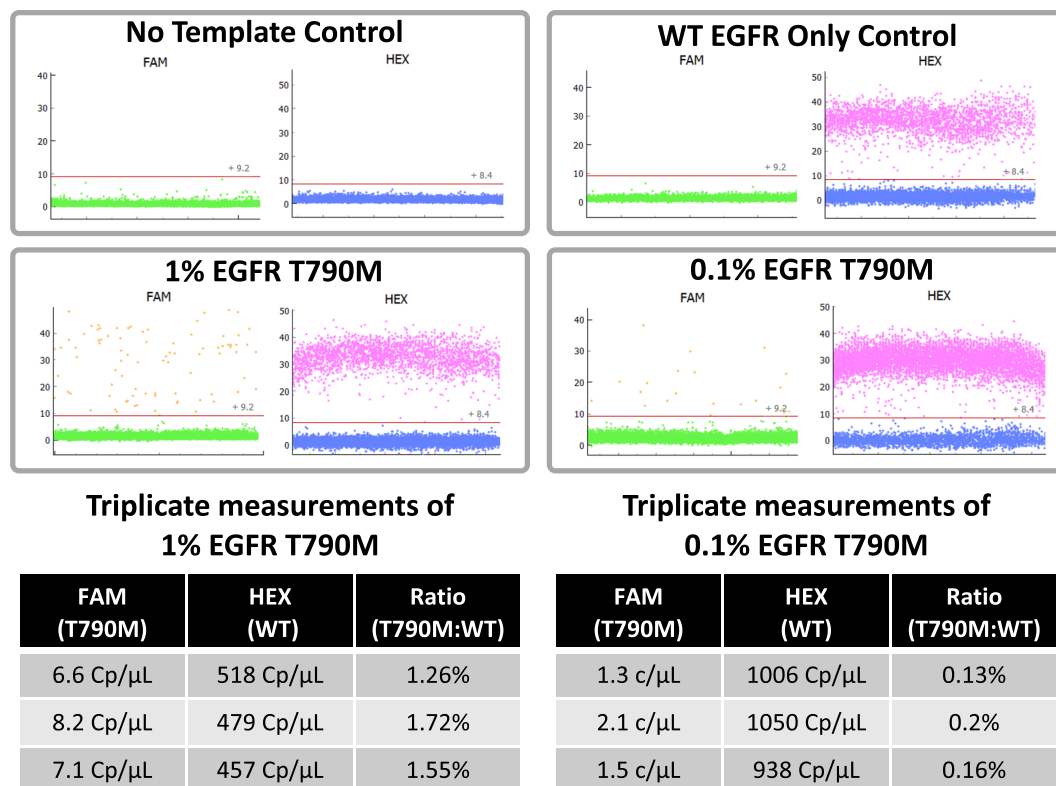 No Template Control
FAM
HEX
40
30
20
10
0
+ 9.2
50
40
30
20
10
0
+ 8.4
WT EGFR Only Control
FAM
HEX
40
30
20
10
0
+ 9.2
50
40
30
20
10
0
+ 8.4
1% EGFR T790M
FAM
HEX
40
30
20
10
0
+ 9.2
50
40
30
20
10
0
+ 8.4
0.1% EGFR T790M
FAM
HEX
40
30
20
10
0
+ 9.2
50
40
30
20
10
0
+ 8.4
Triplicate measurements of
1% EGFR T790M
FAM (T790M) HEX (WT) Ratio (T790M:WT)
6.6 Cp/µL 518 Cp/µL 1.26%
8.2 Cp/µL 479 Cp/µL 1.72%
7.1 Cp/µL 457 Cp/µL 1.55%
Triplicate measurements of
0.1% EGFR T790M
FAM (T790M) HEX (WT) Ratio (T790M:WT)
1.3 c/µL 1006 Cp/µL 0.13%
2.1 c/µL 1050 Cp/µL 0.2%
1.5 c/µL 938 Cp/µL 0.16%